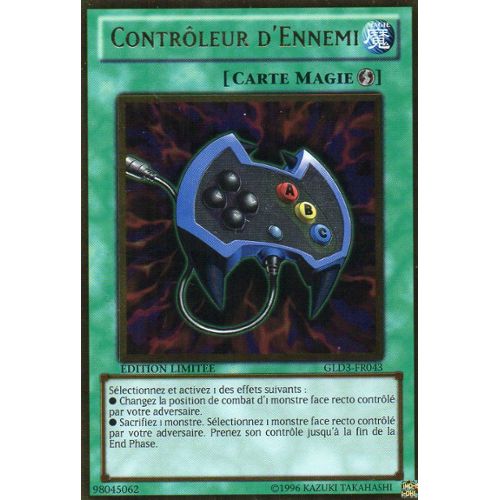 CONTRÔLEUR D'ENNEMI
MAGIE
魔
[CARTE MAGIE]
A
B
C
EDITION LIMITÉE
GLD3-FR043
Sélectionnez et activez 1 des effets suivants :
● Changez la position de combat d'1 monstre face recto contrôlé
par votre adversaire.
● Sacrifiez 1 monstre. Sélectionnez 1 monstre face recto contrôlé
par votre adversaire. Prenez son contrôle jusqu'à la fin de la
End Phase.
98045062
©1996 KAZUKI TAKAHASHI